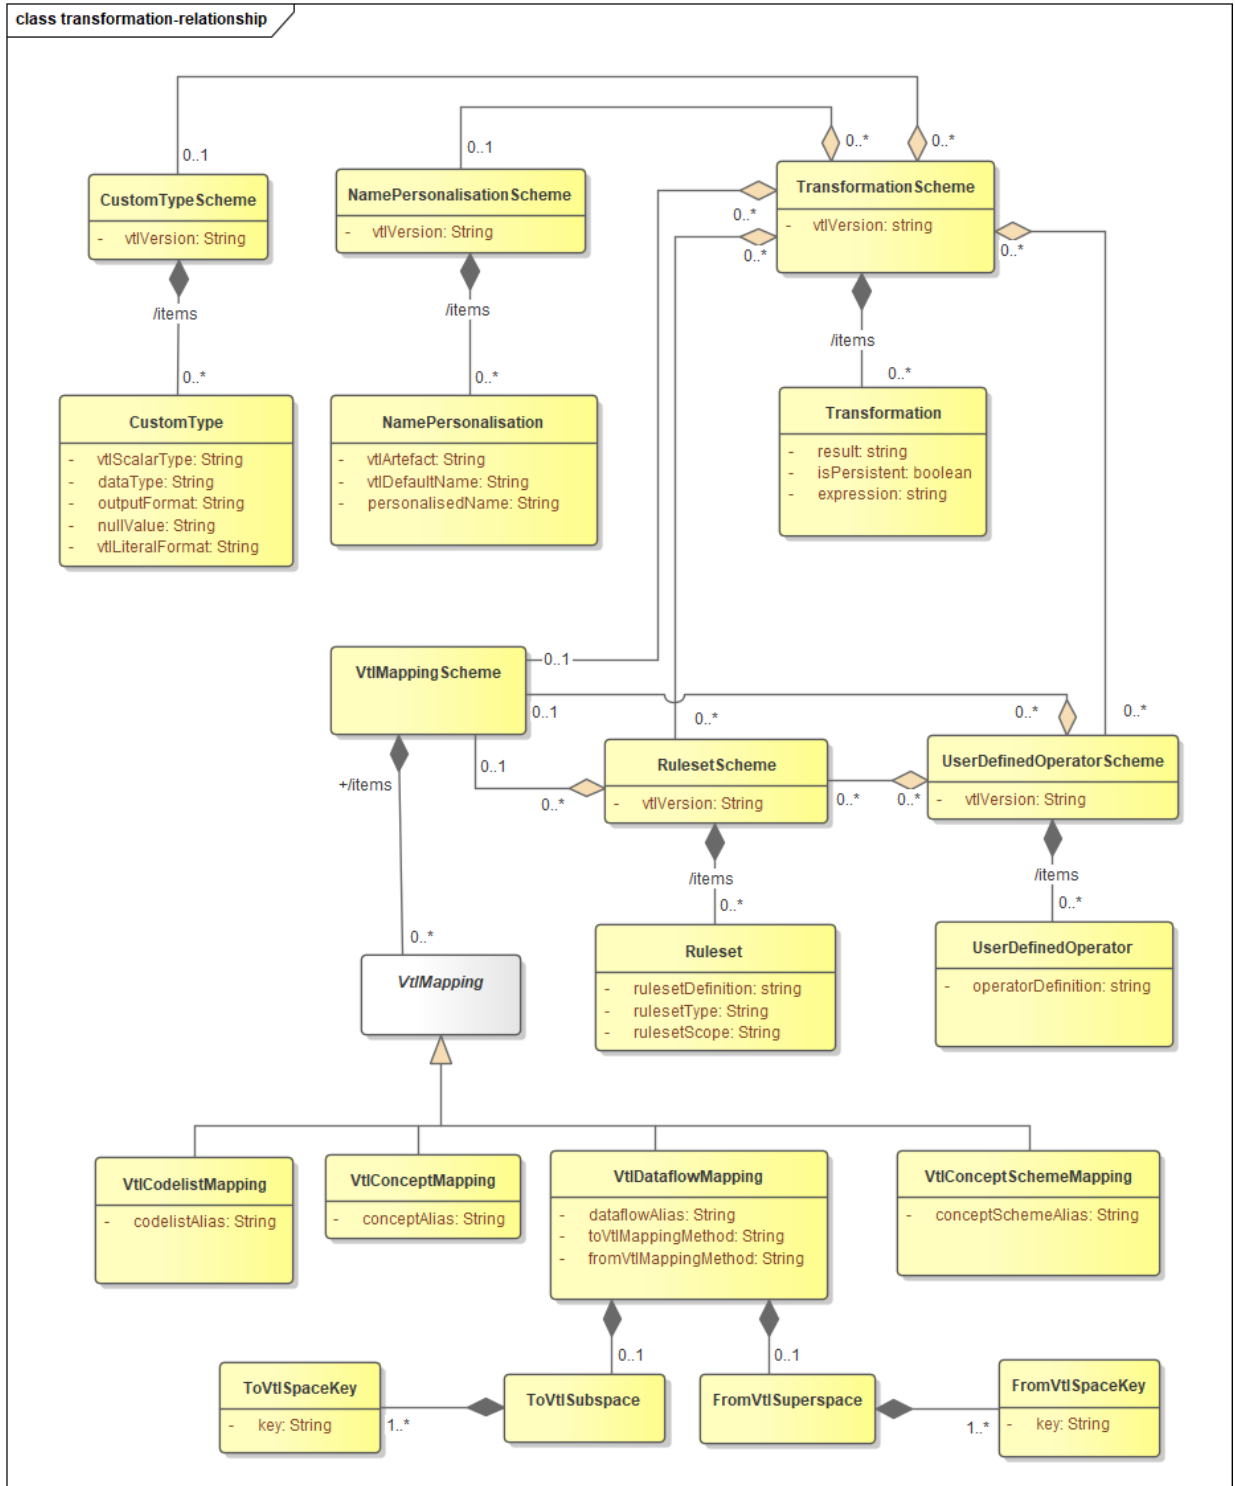 class transformation-relationship
0..1
0..1
0..*
0..*
CustomTypeScheme
- vtlVersion: String
NamePersonalisationScheme
- vtlVersion: String
TransformationScheme
- vtlVersion: string
0..*
0..*
0..*
/items
/items
/items
0..*
0..*
0..*
CustomType
- vtlScalarType: String
- dataType: String
- outputFormat: String
- nullValue: String
- vtlLiteralFormat: String
NamePersonalisation
- vtlArtefact: String
- vtlDefaultName: String
- personalisedName: String
Transformation
- result: string
- isPersistent: boolean
- expression: string
VtlMappingScheme
0..1
0..1
0..*
0..*
0..*
0..1
0..*
+/items
RulesetScheme
- vtlVersion: String
0..*
0..*
UserDefinedOperatorScheme
- vtlVersion: String
/items
/items
0..*
0..*
0..*
VtlMapping
Ruleset
- rulesetDefinition: string
- rulesetType: String
- rulesetScope: String
UserDefinedOperator
- operatorDefinition: string
VtlCodelistMapping
- codelistAlias: String
VtlConceptMapping
- conceptAlias: String
VtlDataflowMapping
- dataflowAlias: String
- toVtlMappingMethod: String
- fromVtlMappingMethod: String
VtlConceptSchemeMapping
- conceptSchemeAlias: String
0..1
0..1
ToVtlSpaceKey
- key: String
1..*
ToVtlSubspace
FromVtlSuperspace
1..*
FromVtlSpaceKey
- key: String